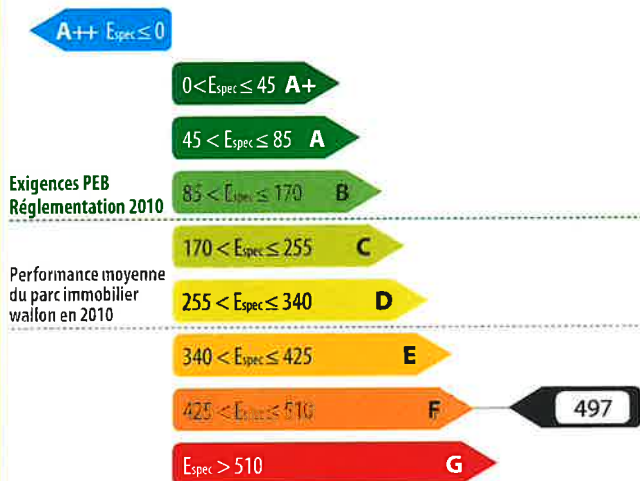 A++ Espec ≤ 0
0 < Espec ≤ 45 A+
45 < Espec ≤ 85 A
Exigences PEB
Réglementation 2010
85 < Espec ≤ 170 B
170 < Espec ≤ 255 C
Performance moyenne
du parc immobilier
wallon en 2010
255 < Espec ≤ 340 D
340 < Espec ≤ 425 E
425 < Espec ≤ 510 F
497
Espec > 510 G